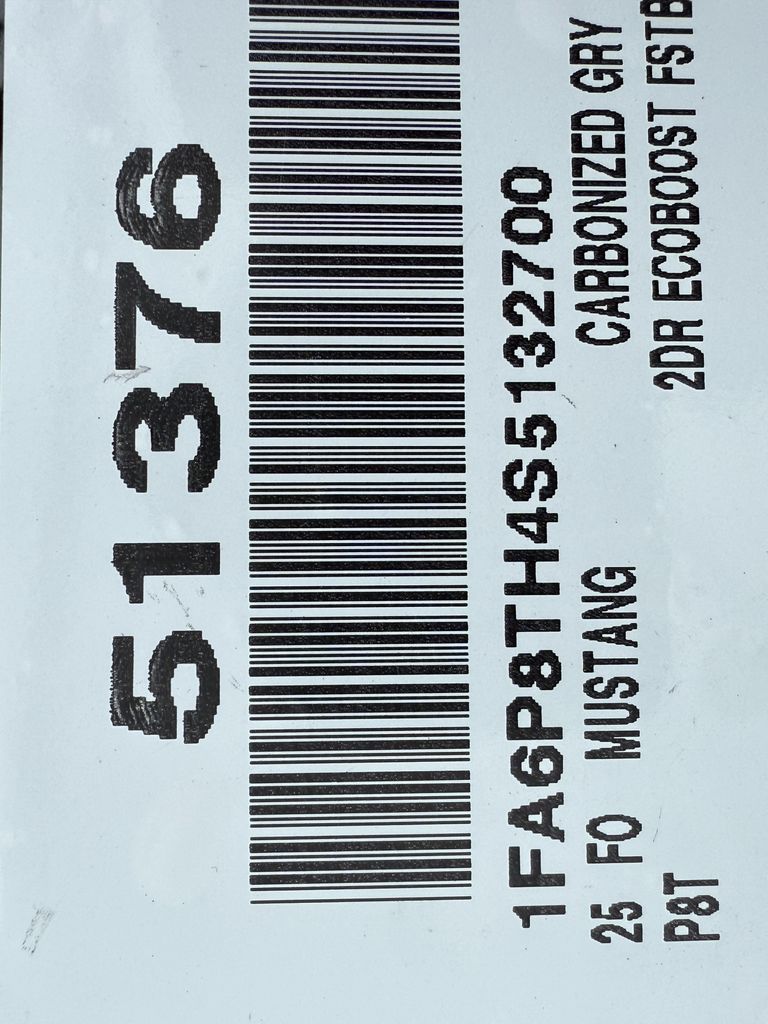 51376
1FA6P8TH4S5132700
25 FO MUSTANG CARBONIZED GRY
P8T 2DR ECOBOOST FSTB